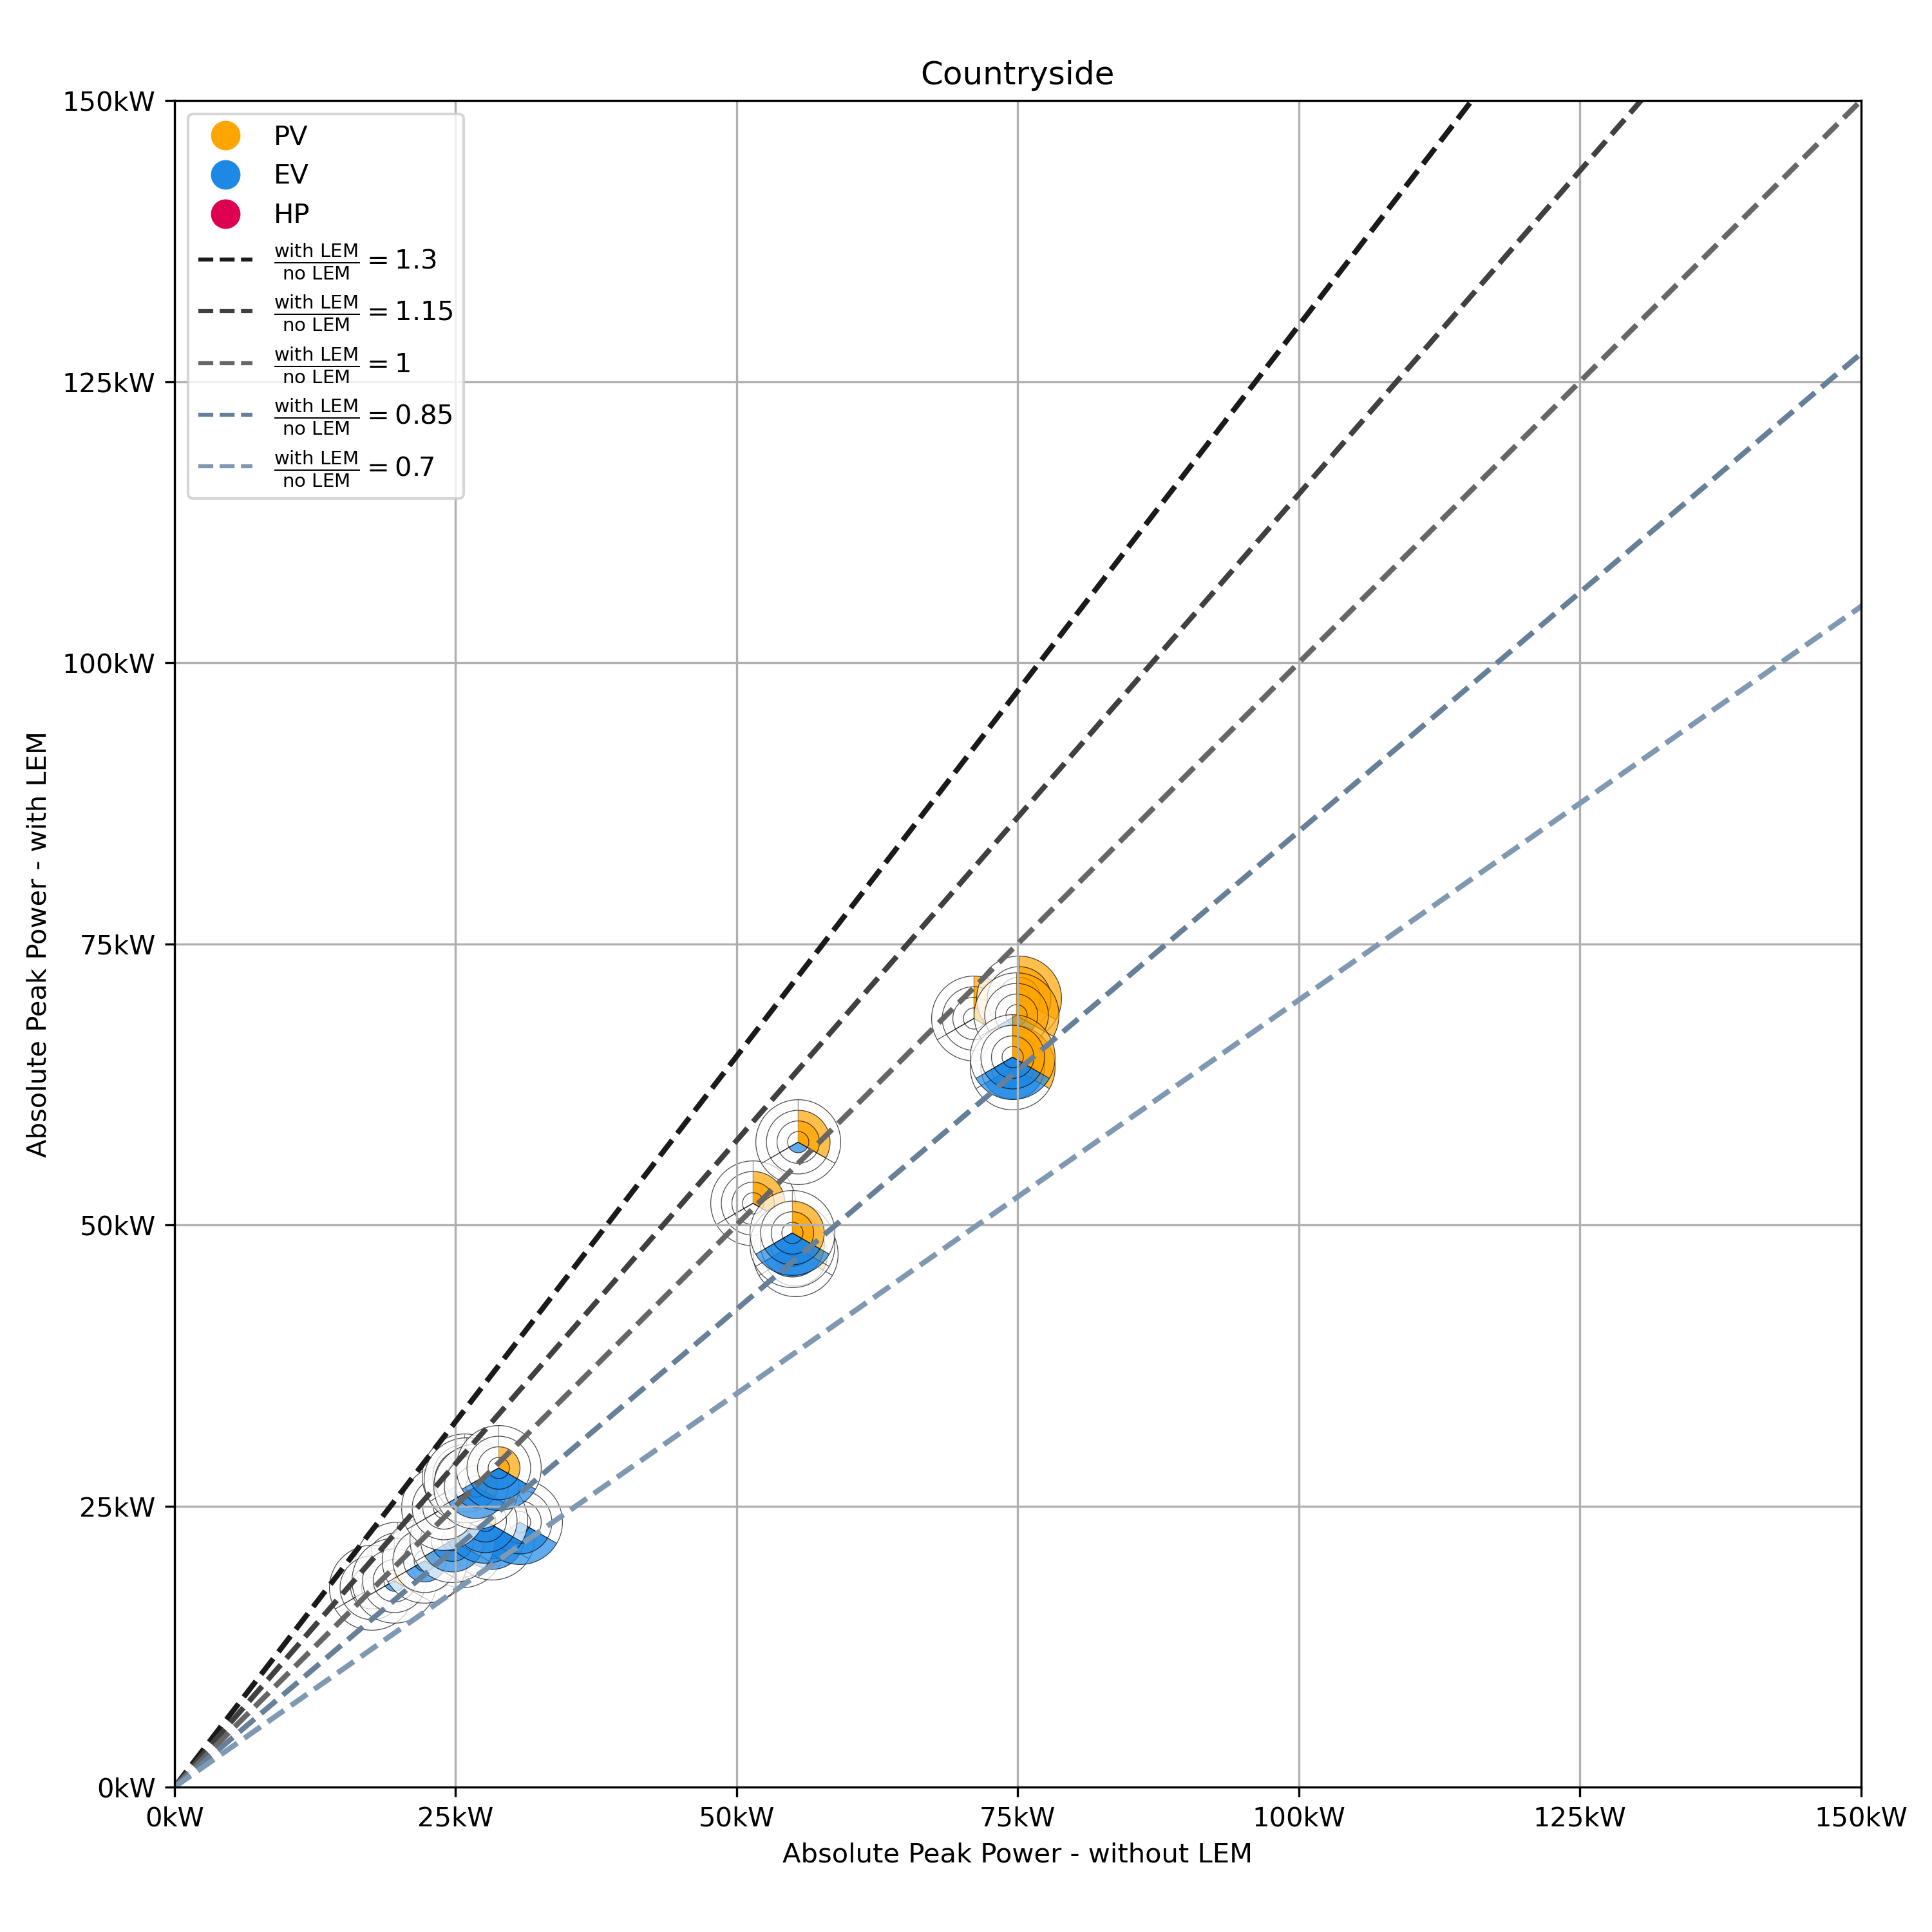 Countryside
150kW
125kW
100kW
75kW
50kW
25kW
0kW
Absolute Peak Power - with LEM
PV
EV
HP
with LEM / no LEM = 1.3
with LEM / no LEM = 1.15
with LEM / no LEM = 1
with LEM / no LEM = 0.85
with LEM / no LEM = 0.7
0kW 25kW 50kW 75kW 100kW 125kW 150kW
Absolute Peak Power - without LEM